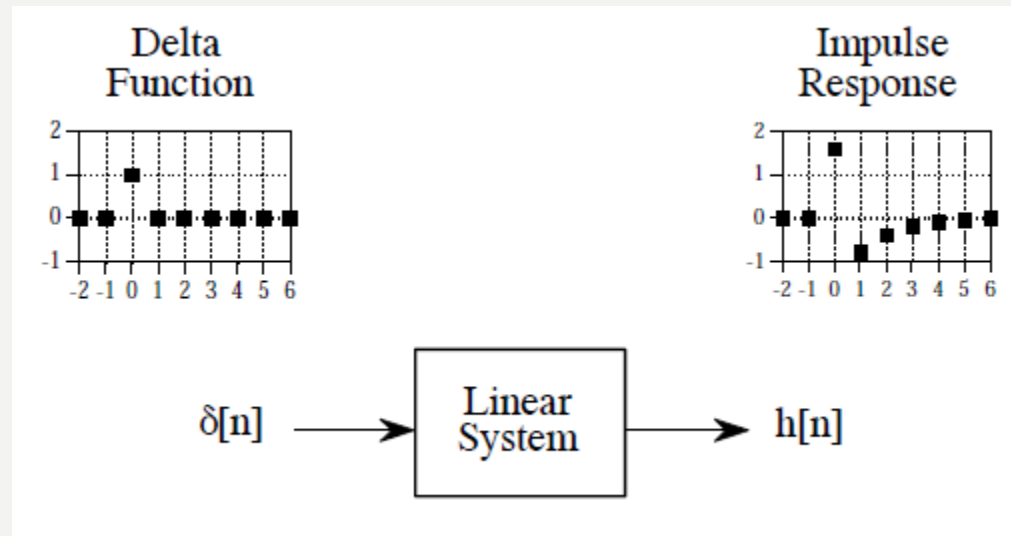 Delta
Function
2
1
0
-1
-2 -1 0 1 2 3 4 5 6
Impulse
Response
2
1
0
-1
-2 -1 0 1 2 3 4 5 6
δ[n]
Linear
System
h[n]